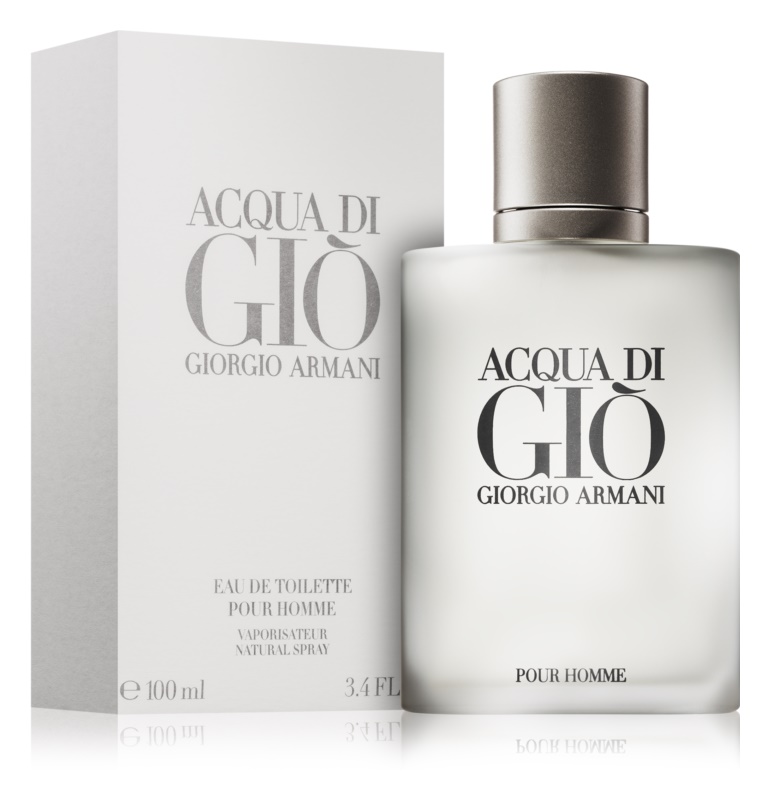 ACQUA DI
GIÒ
GIORGIO ARMANI
EAU DE TOILETTE
POUR HOMME
VAPORISATEUR
NATURAL SPRAY
℮ 100 ml
3.4 FL
ACQUA DI
GIÒ
GIORGIO ARMANI
POUR HOMME